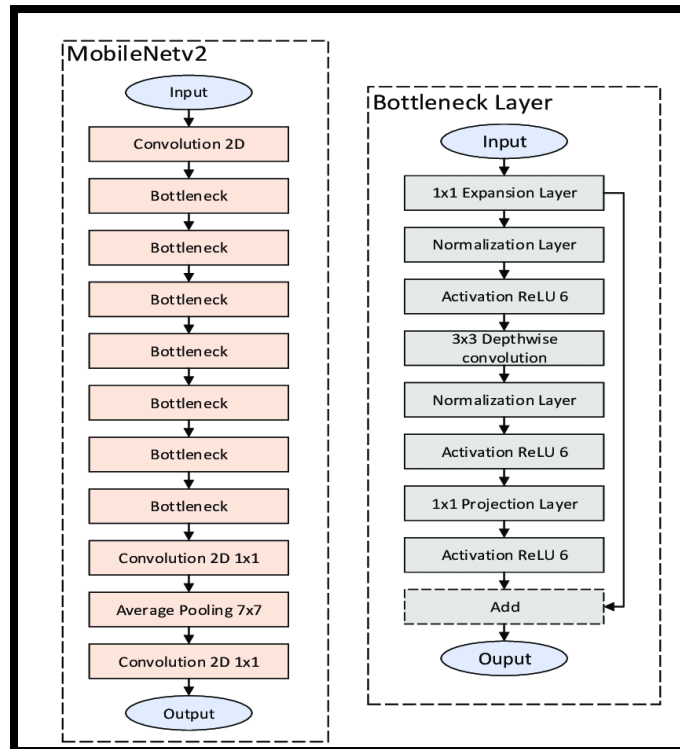 MobileNetv2
Input
Convolution 2D
Bottleneck
Bottleneck
Bottleneck
Bottleneck
Bottleneck
Bottleneck
Bottleneck
Convolution 2D 1x1
Average Pooling 7x7
Convolution 2D 1x1
Output
Bottleneck Layer
Input
1x1 Expansion Layer
Normalization Layer
Activation ReLU 6
3x3 Depthwise
convolution
Normalization Layer
Activation ReLU 6
1x1 Projection Layer
Activation ReLU 6
Add
Ouput